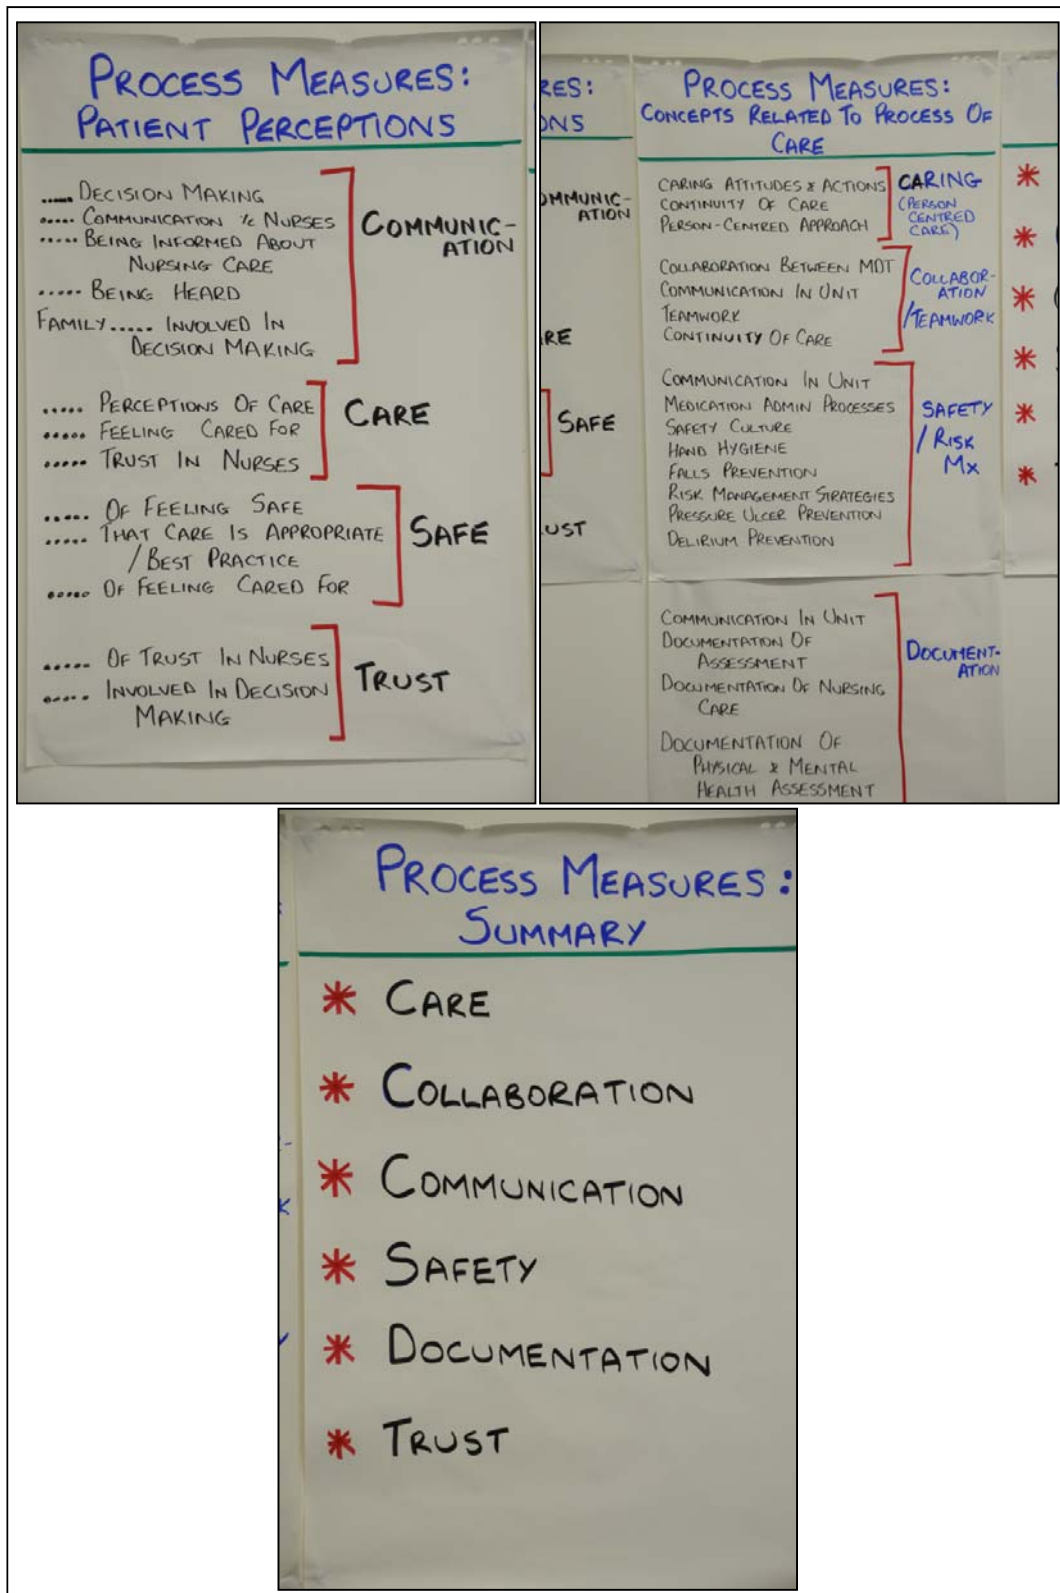 PROCESS MEASURES:
PATIENT PERCEPTIONS
..... DECISION MAKING
..... COMMUNICATION c̄ NURSES
..... BEING INFORMED ABOUT
NURSING CARE
..... BEING HEARD
FAMILY ..... INVOLVED IN
DECISION MAKING
COMMUNIC-
ATION
..... PERCEPTIONS OF CARE
..... FEELING CARED FOR
..... TRUST IN NURSES
CARE
..... OF FEELING SAFE
..... THAT CARE IS APPROPRIATE
/BEST PRACTICE
..... OF FEELING CARED FOR
SAFE
..... OF TRUST IN NURSES
..... INVOLVED IN DECISION
MAKING
TRUST
RES:
ONS
OMMUNIC-
ATION
RE
SAFE
UST
PROCESS MEASURES:
CONCEPTS RELATED TO PROCESS OF
CARE
CARING ATTITUDES & ACTIONS
CONTINUITY OF CARE
PERSON-CENTRED APPROACH
CARING
(PERSON
CENTRED
CARE)
COLLABORATION BETWEEN MDT
COMMUNICATION IN UNIT
TEAMWORK
CONTINUITY OF CARE
COLLABOR-
ATION
/TEAMWORK
COMMUNICATION IN UNIT
MEDICATION ADMIN PROCESSES
SAFETY CULTURE
HAND HYGIENE
FALLS PREVENTION
RISK MANAGEMENT STRATEGIES
PRESSURE ULCER PREVENTION
DELIRIUM PREVENTION
SAFETY
/ RISK
MX
COMMUNICATION IN UNIT
DOCUMENTATION OF
ASSESSMENT
DOCUMENTATION OF NURSING
CARE
DOCUMENTATION OF
PHYSICAL & MENTAL
HEALTH ASSESSMENT
DOCUMENT-
ATION
PROCESS MEASURES:
SUMMARY
* CARE
* COLLABORATION
* COMMUNICATION
* SAFETY
* DOCUMENTATION
* TRUST